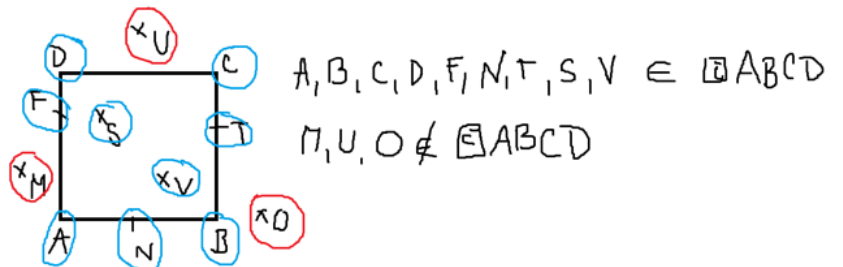 U
D C
A, B, C, D, F, N, T, S, V ∈ □ABCD
F S T
M, U, O ∉ □ABCD
M V
O
A N B